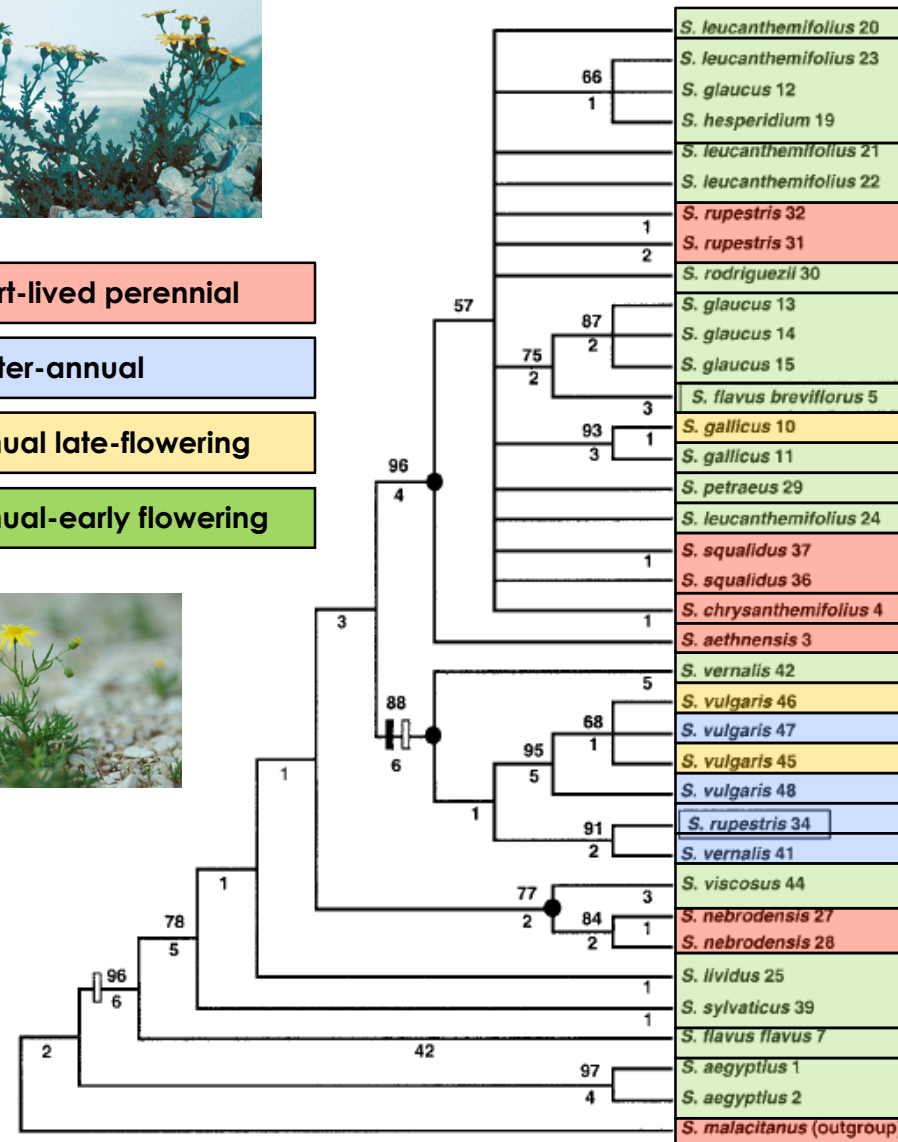 S. leucanthemifolius 20
S. leucanthemifolius 23
66
1
S. glaucus 12
S. hesperidium 19
S. leucanthemifolius 21
S. leucanthemifolius 22
S. rupestris 32
1
S. rupestris 31
2
rt-lived perennial
S. rodriguezii 30
57
S. glaucus 13
87
2
S. glaucus 14
75
2
S. glaucus 15
ter-annual
S. flavus breviflorus 5
3
nual late-flowering
93
3
S. gallicus 10
1
S. gallicus 11
96
4
S. petraeus 29
nual-early flowering
S. leucanthemifolius 24
S. squalidus 37
1
S. squalidus 36
S. chrysanthemifolius 4
1
3
S. aethnensis 3
S. vernalis 42
5
88
6
S. vulgaris 46
68
1
S. vulgaris 47
95
5
S. vulgaris 45
1
S. vulgaris 48
1
S. rupestris 34
91
2
S. vernalis 41
S. viscosus 44
3
77
2
1
S. nebrodensis 27
84
2
1
S. nebrodensis 28
78
5
S. lividus 25
1
96
6
S. sylvaticus 39
1
S. flavus flavus 7
42
2
S. aegyptius 1
97
4
S. aegyptius 2
S. malacitanus (outgroup